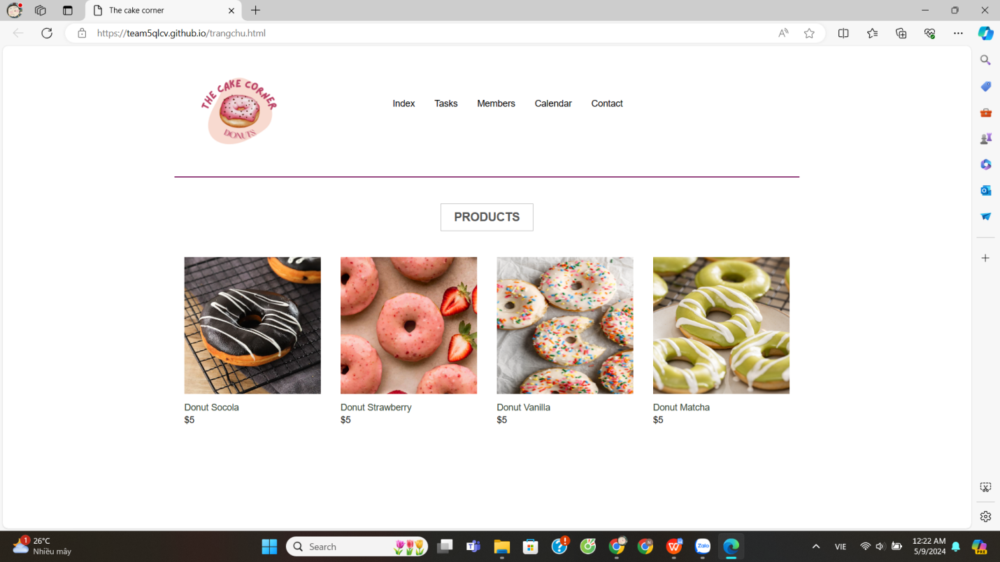 The cake corner
https://team5qlcv.github.io/trangchu.html
THE CAKE CORNER
DONUTS
Index Tasks Members Calendar Contact
PRODUCTS
Donut Socola
$5
Donut Strawberry
$5
Donut Vanilla
$5
Donut Matcha
$5
1
26°C
Nhiều mây
Search
Zalo
VIE
12:22 AM
5/9/2024
PRE